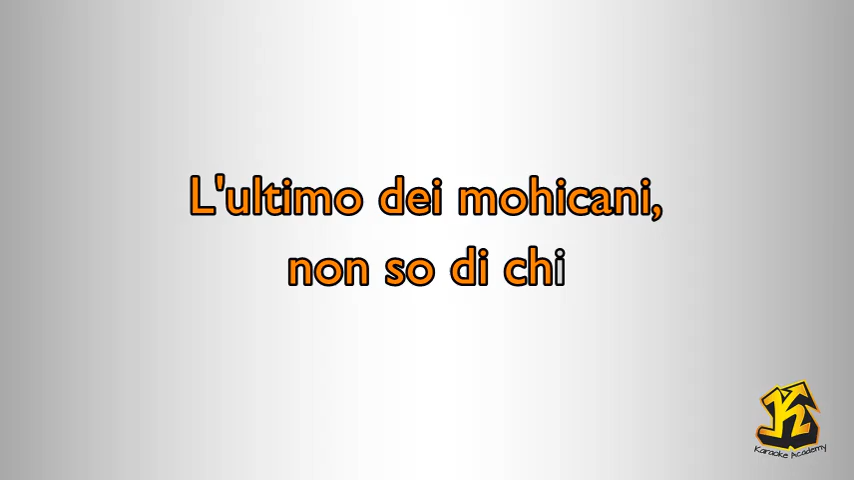 L'ultimo dei mohicani,
non so di chi
K
Karaoke Academy